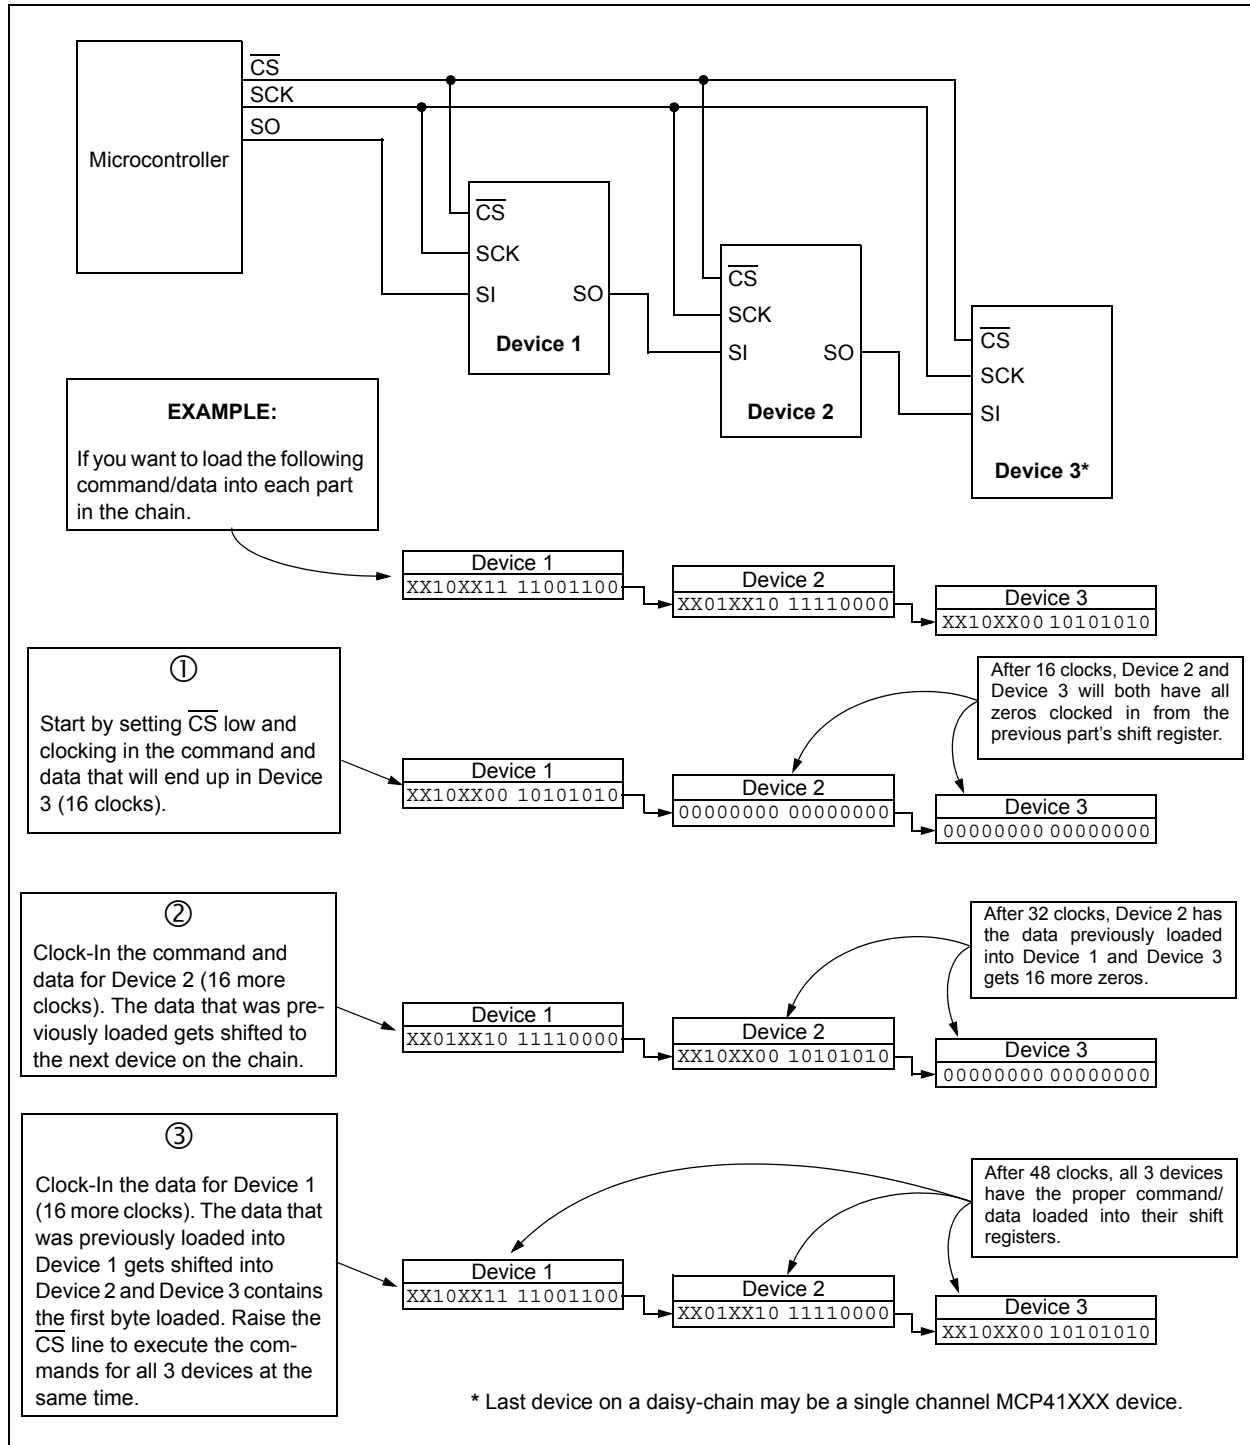 CS
SCK
SO
Microcontroller
CS
SCK
SI
SO
Device 1
CS
SCK
SI
SO
Device 2
CS
SCK
SI
Device 3*
EXAMPLE:
If you want to load the following
command/data into each part
in the chain.
Device 1
XX10XX11 11001100
Device 2
XX01XX10 11110000
Device 3
XX10XX00 10101010
①
Start by setting CS low and
clocking in the command and
data that will end up in Device
3 (16 clocks).
After 16 clocks, Device 2 and
Device 3 will both have all
zeros clocked in from the
previous part's shift register.
Device 1
XX10XX00 10101010
Device 2
00000000 00000000
Device 3
00000000 00000000
②
Clock-In the command and
data for Device 2 (16 more
clocks). The data that was pre-
viously loaded gets shifted to
the next device on the chain.
After 32 clocks, Device 2 has
the data previously loaded
into Device 1 and Device 3
gets 16 more zeros.
Device 1
XX01XX10 11110000
Device 2
XX10XX00 10101010
Device 3
00000000 00000000
③
Clock-In the data for Device 1
(16 more clocks). The data that
was previously loaded into
Device 1 gets shifted into
Device 2 and Device 3 contains
the first byte loaded. Raise the
CS line to execute the com-
mands for all 3 devices at the
same time.
After 48 clocks, all 3 devices
have the proper command/
data loaded into their shift
registers.
Device 1
XX10XX11 11001100
Device 2
XX01XX10 11110000
Device 3
XX10XX00 10101010
* Last device on a daisy-chain may be a single channel MCP41XXX device.